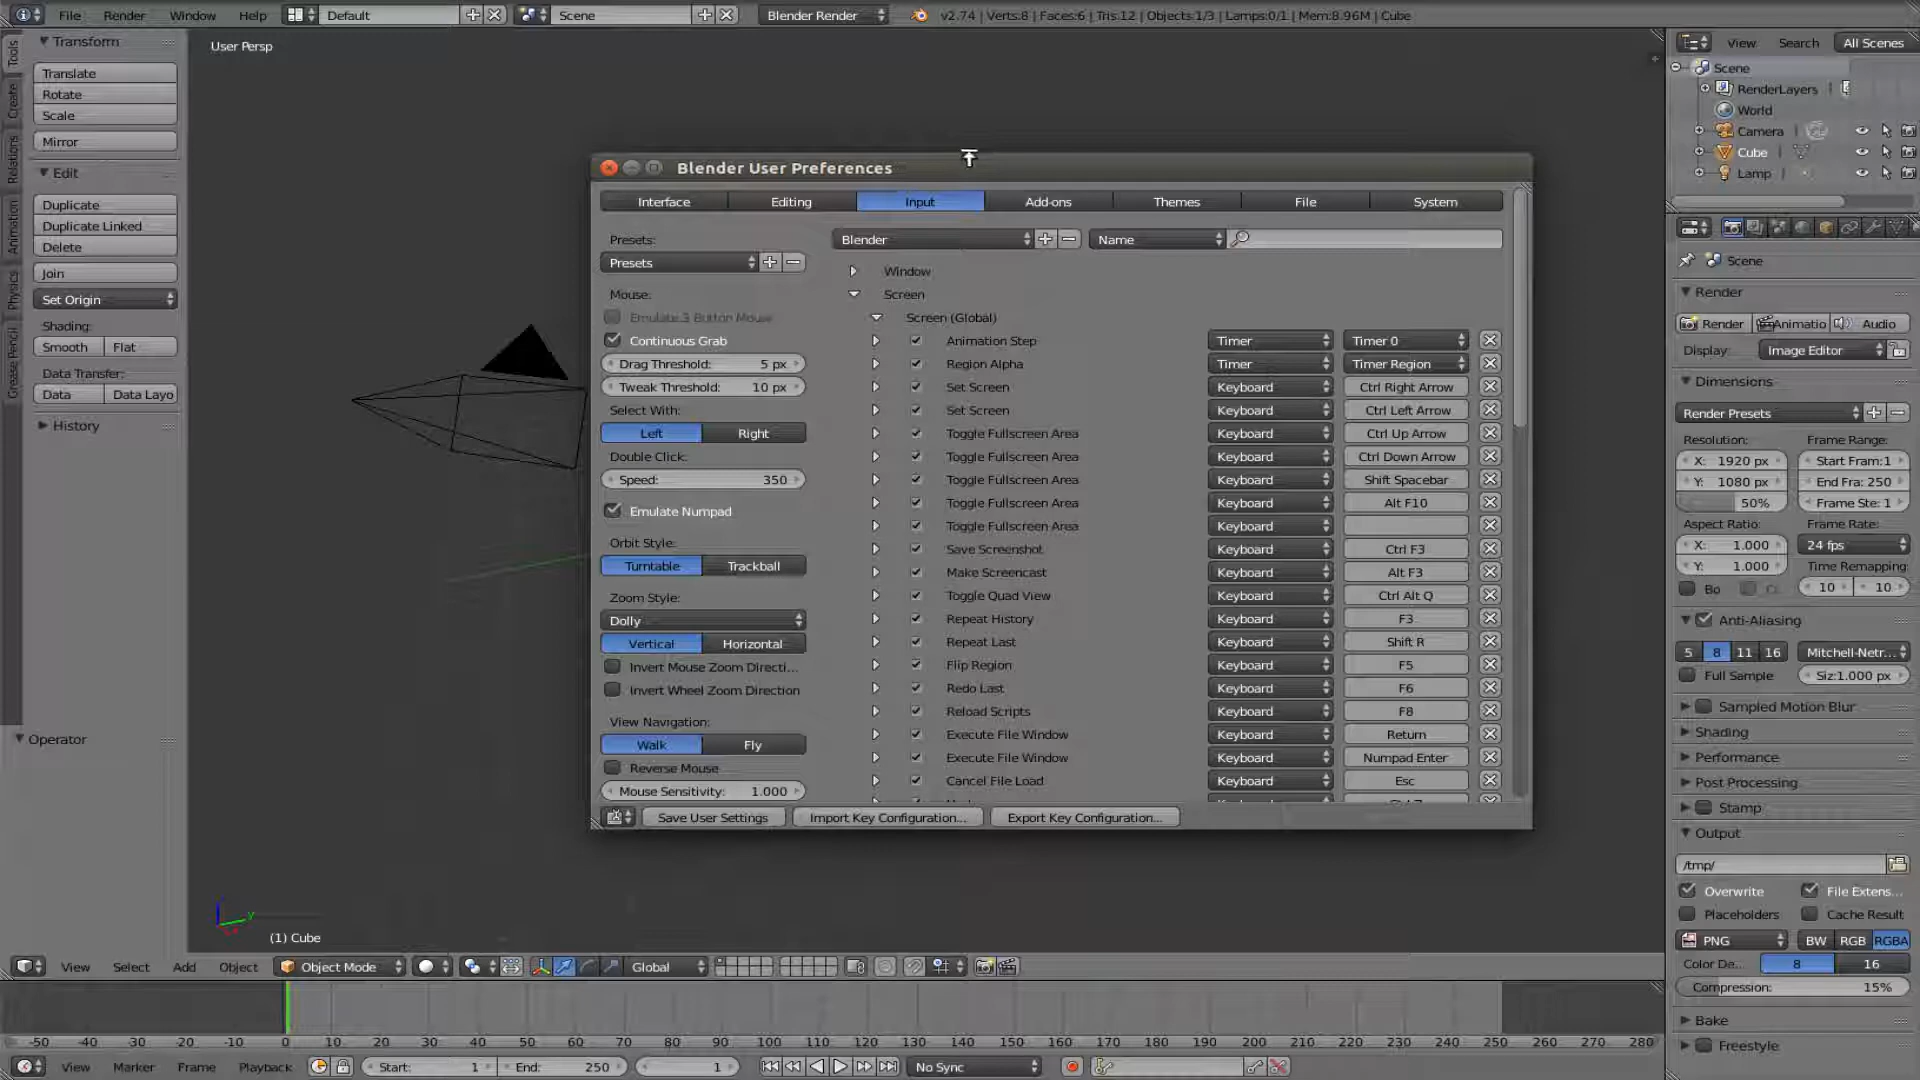 File Render Window Help Default Scene Blender Render v2.74 | Verts:8 | Faces:6 | Tris:12 | Objects:1/3 | Lamps:0/1 | Mem:8.96M | Cube
Tools
Create
Relations
Animation
Physics
Grease Pencil
Transform
Translate
Rotate
Scale
Mirror
Edit
Duplicate
Duplicate Linked
Delete
Join
Set Origin
Shading:
Smooth Flat
Data Transfer:
Data Data Layo
History
Operator
User Persp
(1) Cube
Blender User Preferences
Interface Editing Input Add-ons Themes File System
Presets:
Presets
Mouse:
Emulate 3 Button Mouse
Continuous Grab
Drag Threshold: 5 px
Tweak Threshold: 10 px
Select With:
Left Right
Double Click:
Speed: 350
Emulate Numpad
Orbit Style:
Turntable Trackball
Zoom Style:
Dolly
Vertical Horizontal
Invert Mouse Zoom Directi...
Invert Wheel Zoom Direction
View Navigation:
Walk Fly
Reverse Mouse
Mouse Sensitivity: 1.000
Blender Name
Window
Screen
Screen (Global)
Animation Step Timer Timer 0
Region Alpha Timer Timer Region
Set Screen Keyboard Ctrl Right Arrow
Set Screen Keyboard Ctrl Left Arrow
Toggle Fullscreen Area Keyboard Ctrl Up Arrow
Toggle Fullscreen Area Keyboard Ctrl Down Arrow
Toggle Fullscreen Area Keyboard Shift Spacebar
Toggle Fullscreen Area Keyboard Alt F10
Toggle Fullscreen Area Keyboard
Save Screenshot Keyboard Ctrl F3
Make Screencast Keyboard Alt F3
Toggle Quad View Keyboard Ctrl Alt Q
Repeat History Keyboard F3
Repeat Last Keyboard Shift R
Flip Region Keyboard F5
Redo Last Keyboard F6
Reload Scripts Keyboard F8
Execute File Window Keyboard Return
Execute File Window Keyboard Numpad Enter
Cancel File Load Keyboard Esc
Save User Settings Import Key Configuration... Export Key Configuration...
View Search All Scenes
Scene
RenderLayers
World
Camera
Cube
Lamp
Scene
Render
Render Animatio Audio
Display: Image Editor
Dimensions
Render Presets
Resolution: Frame Range:
X: 1920 px Start Fram:1
Y: 1080 px End Fra: 250
50% Frame Ste: 1
Aspect Ratio: Frame Rate:
X: 1.000 24 fps
Y: 1.000 Time Remapping:
Bo 10 10
Anti-Aliasing
5 8 11 16 Mitchell-Netr...
Full Sample Siz:1.000 px
Sampled Motion Blur
Shading
Performance
Post Processing
Stamp
Output
/tmp/
Overwrite File Extens...
Placeholders Cache Result
PNG BW RGB RGBA
Color De... 8 16
Compression: 15%
Bake
Freestyle
View Select Add Object Object Mode Global
-50 -40 -30 -20 -10 0 10 20 30 40 50 60 70 80 90 100 110 120 130 140 150 160 170 180 190 200 210 220 230 240 250 260 270 280
View Marker Frame Playback Start: 1 End: 250 1 No Sync